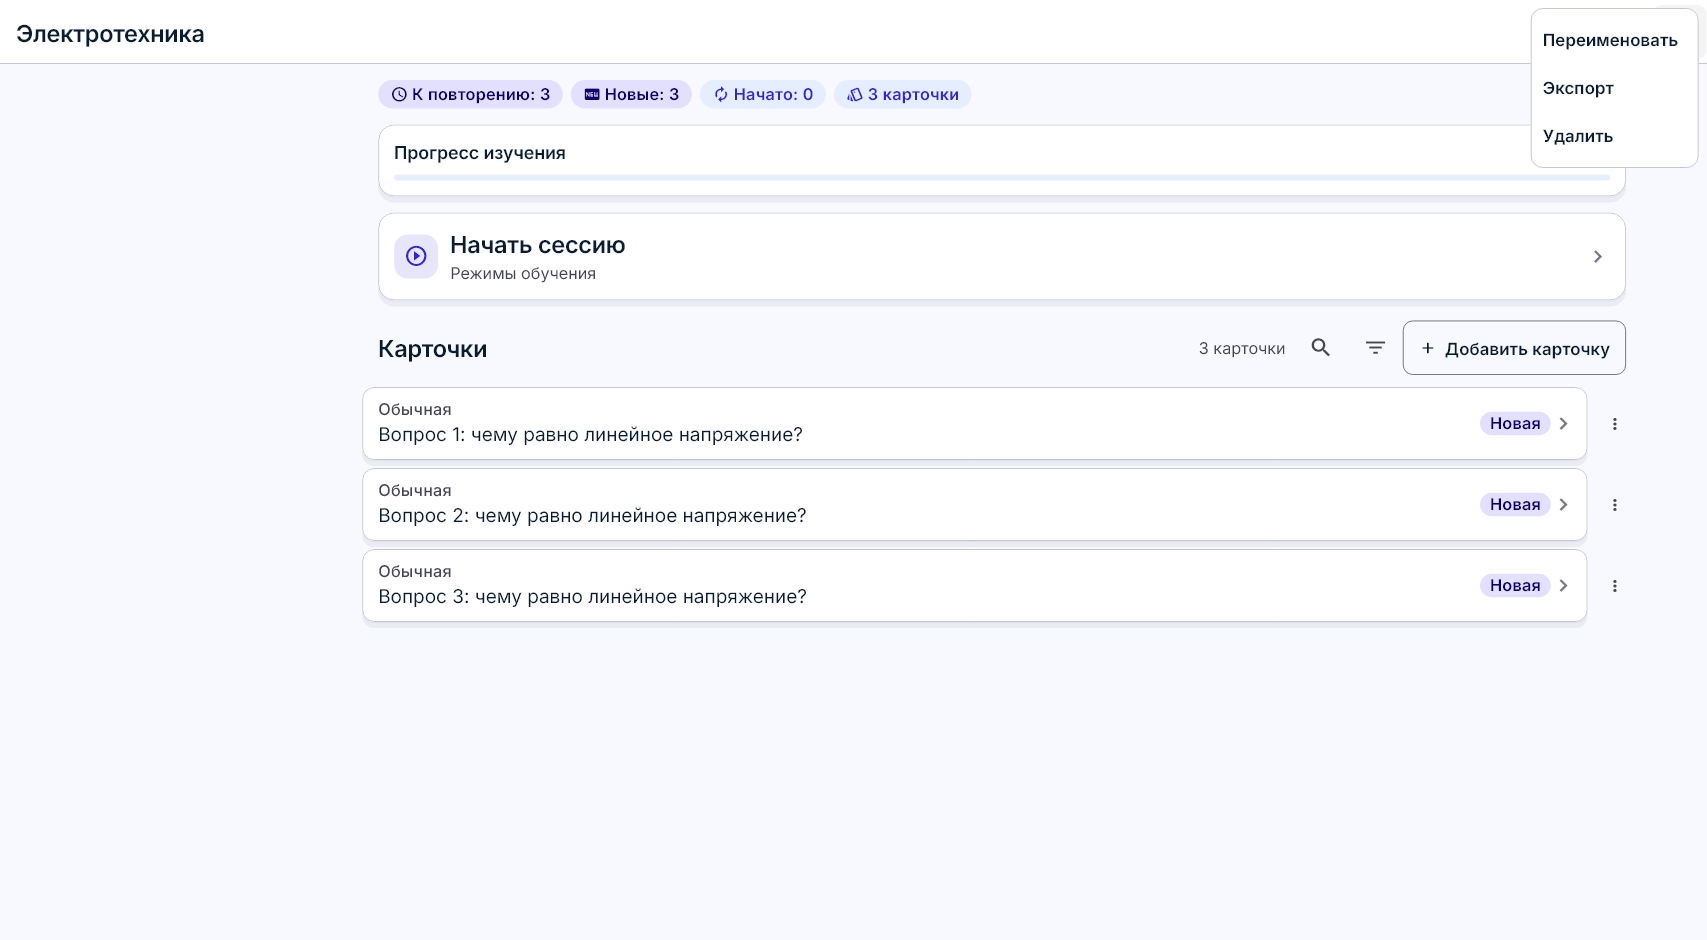 Электротехника
Переименовать
Экспорт
Удалить
К повторению: 3
NEW Новые: 3
Начато: 0
3 карточки
Прогресс изучения
Начать сессию
Режимы обучения
Карточки
3 карточки
+ Добавить карточку
Обычная
Вопрос 1: чему равно линейное напряжение?
Новая
Обычная
Вопрос 2: чему равно линейное напряжение?
Новая
Обычная
Вопрос 3: чему равно линейное напряжение?
Новая